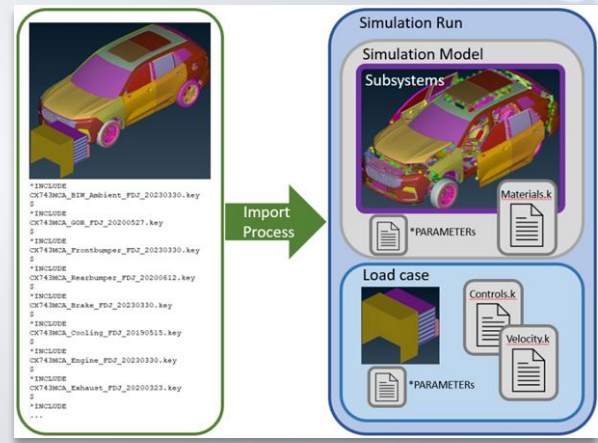 *INCLUDE
CX743MCA_BIW_Ambient_FDJ_20230330.key
$
*INCLUDE
CX743MCA_GOR_FDJ_20200527.key
$
*INCLUDE
CX743MCA_Frontbumper_FDJ_20230330.key
$
*INCLUDE
CX743MCA_Rearbumper_FDJ_20200612.key
$
*INCLUDE
CX743MCA_Brake_FDJ_20230330.key
$
*INCLUDE
CX743MCA_Cooling_FDJ_20190515.key
$
*INCLUDE
CX743MCA_Engine_FDJ_20230330.key
$
*INCLUDE
CX743MCA_Exhaust_FDJ_20200323.key
$
*INCLUDE
...
Import
Process
Simulation Run
Simulation Model
Subsystems
Materials.k
*PARAMETERs
Load case
Controls.k
Velocity.k
*PARAMETERs